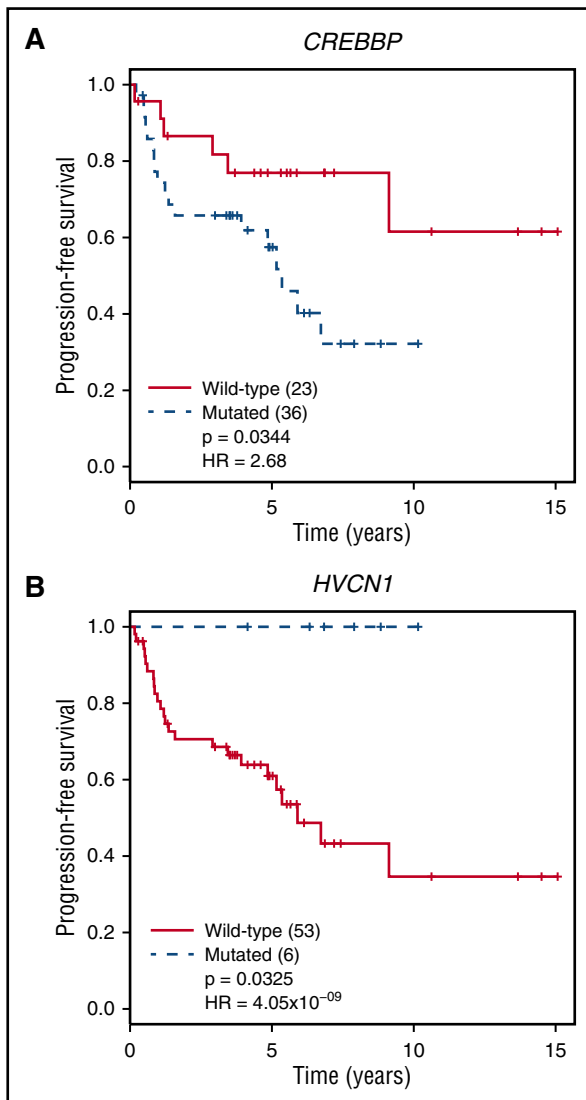 A
CREBBP
Progression-free survival
1.0
0.8
0.6
0.4
0.2
0.0
Wild-type (23)
Mutated (36)
p = 0.0344
HR = 2.68
0 5 10 15
Time (years)
B
HVCN1
Progression-free survival
1.0
0.8
0.6
0.4
0.2
0.0
Wild-type (53)
Mutated (6)
p = 0.0325
HR = 4.05x10⁻⁰⁹
0 5 10 15
Time (years)